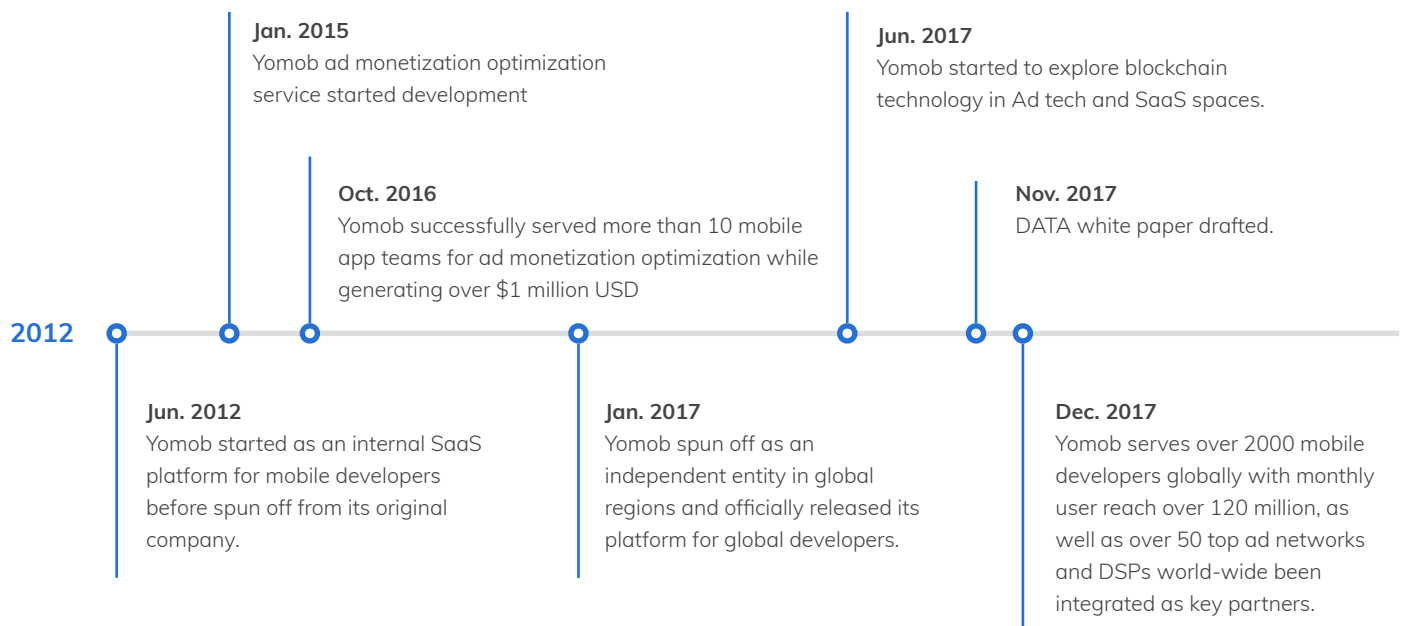 Jan. 2015
Yomob ad monetization optimization
service started development
Jun. 2017
Yomob started to explore blockchain
technology in Ad tech and SaaS spaces.
Oct. 2016
Yomob successfully served more than 10 mobile
app teams for ad monetization optimization while
generating over $1 million USD
Nov. 2017
DATA white paper drafted.
2012
Jun. 2012
Yomob started as an internal SaaS
platform for mobile developers
before spun off from its original
company.
Jan. 2017
Yomob spun off as an
independent entity in global
regions and officially released its
platform for global developers.
Dec. 2017
Yomob serves over 2000 mobile
developers globally with monthly
user reach over 120 million, as
well as over 50 top ad networks
and DSPs world-wide been
integrated as key partners.